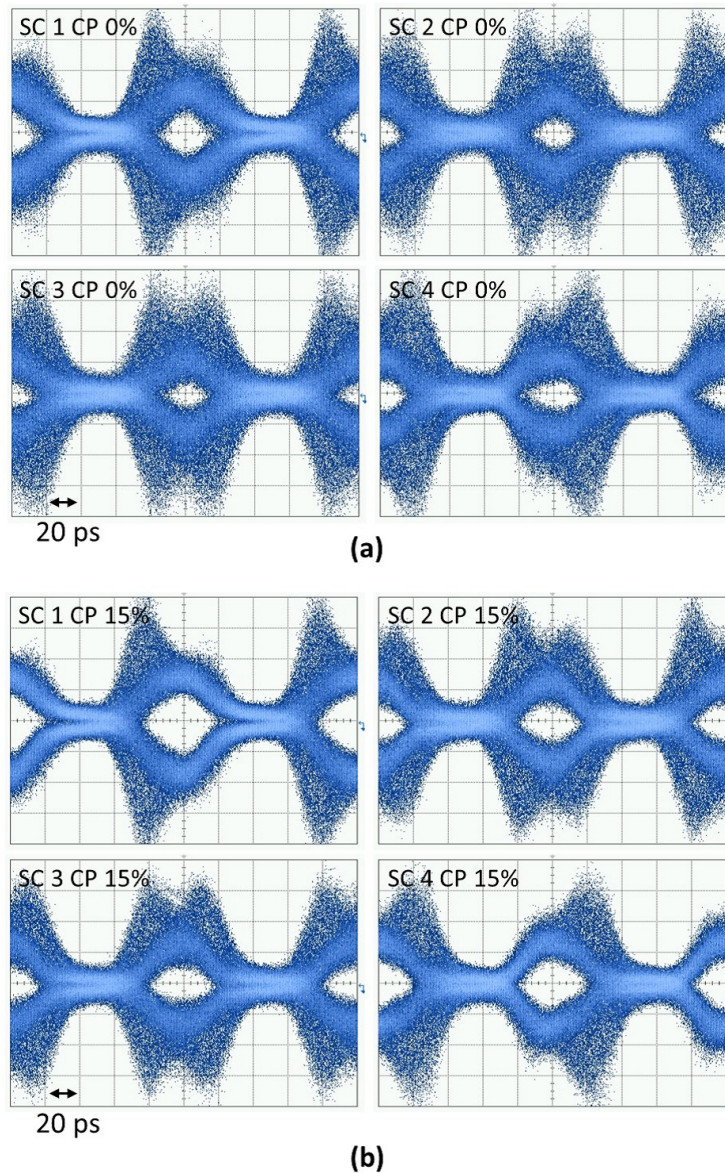 SC 1 CP 0%
SC 2 CP 0%
SC 3 CP 0%
SC 4 CP 0%
20 ps
(a)
SC 1 CP 15%
SC 2 CP 15%
SC 3 CP 15%
SC 4 CP 15%
20 ps
(b)